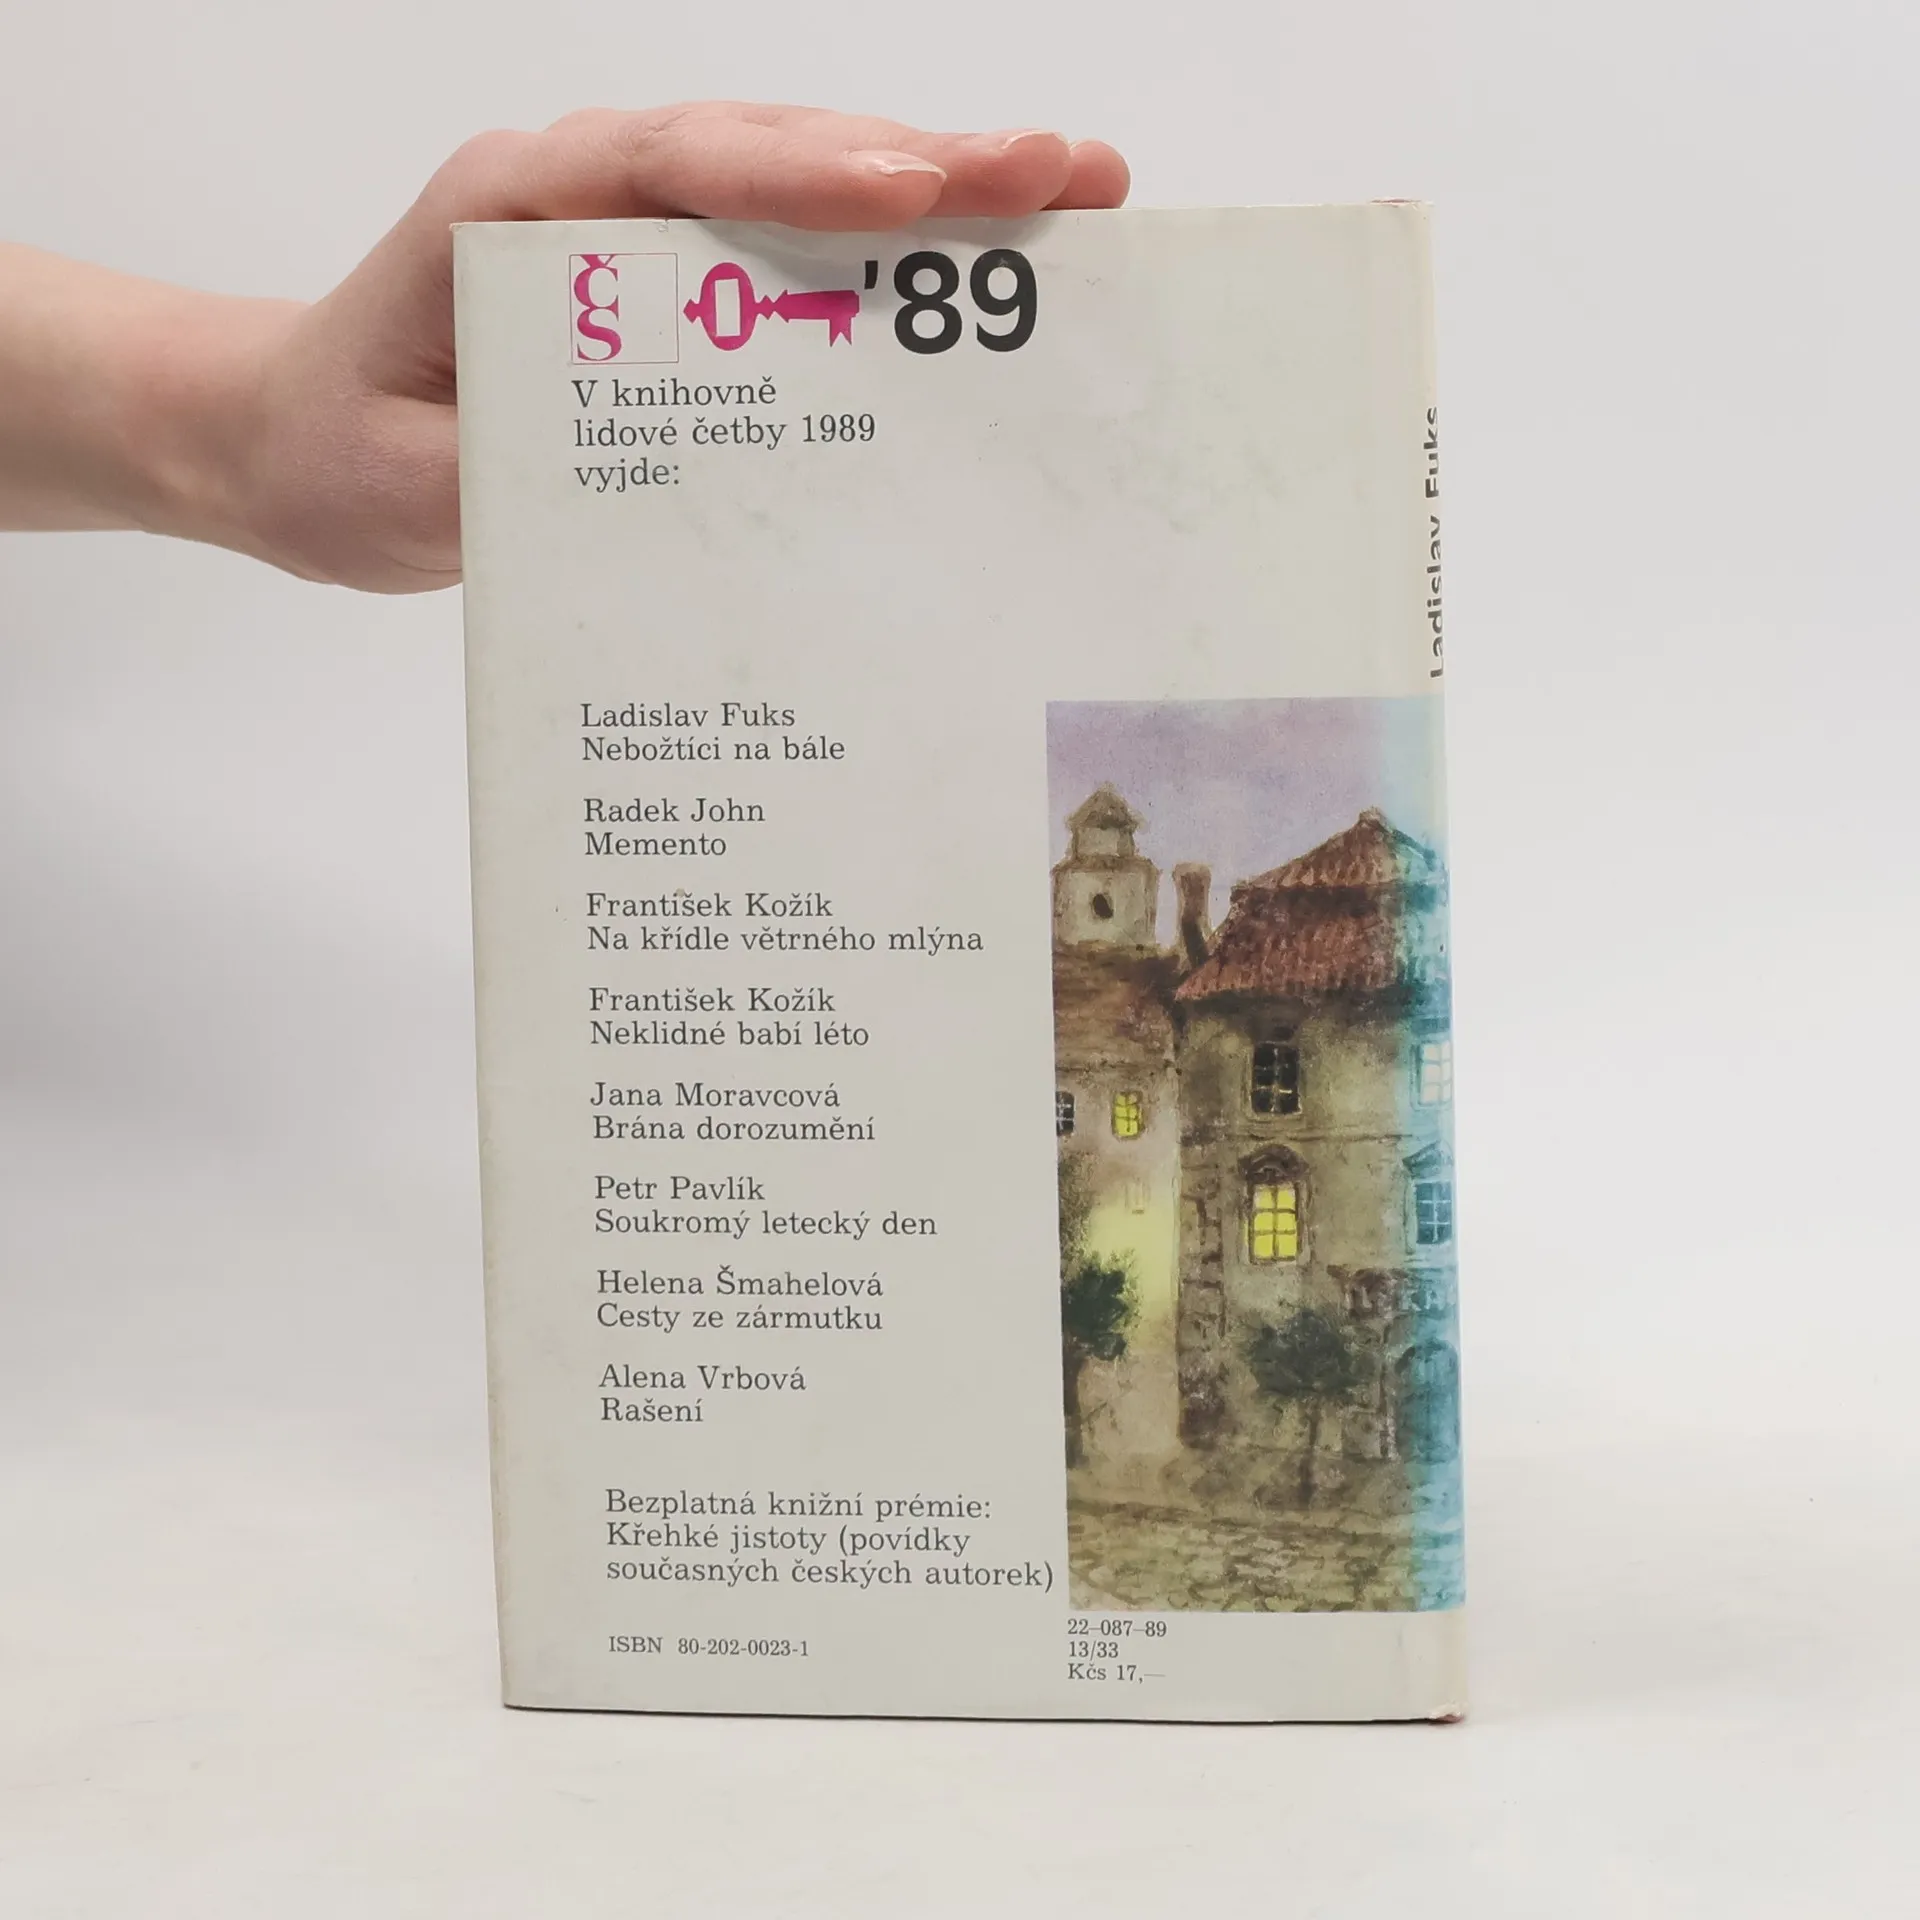 ČS
'89
V knihovně
lidové četby 1989
vyjde:
Ladislav Fuks
Nebožtíci na bále
Radek John
Memento
František Kožík
Na křídle větrného mlýna
František Kožík
Neklidné babí léto
Jana Moravcová
Brána dorozumění
Petr Pavlík
Soukromý letecký den
Helena Šmahelová
Cesty ze zármutku
Alena Vrbová
Rašení
Bezplatná knižní prémie:
Křehké jistoty (povídky
současných českých autorek)
ISBN 80-202-0023-1
22–087–89
13/33
Kčs 17,—
Ladislav Fuks